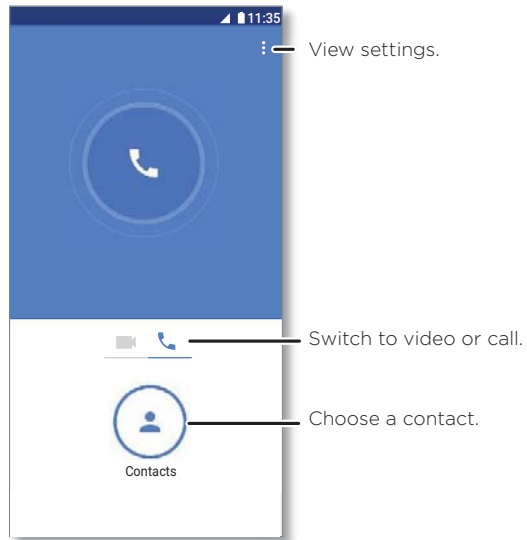 11:35
View settings.
Switch to video or call.
Choose a contact.
Contacts